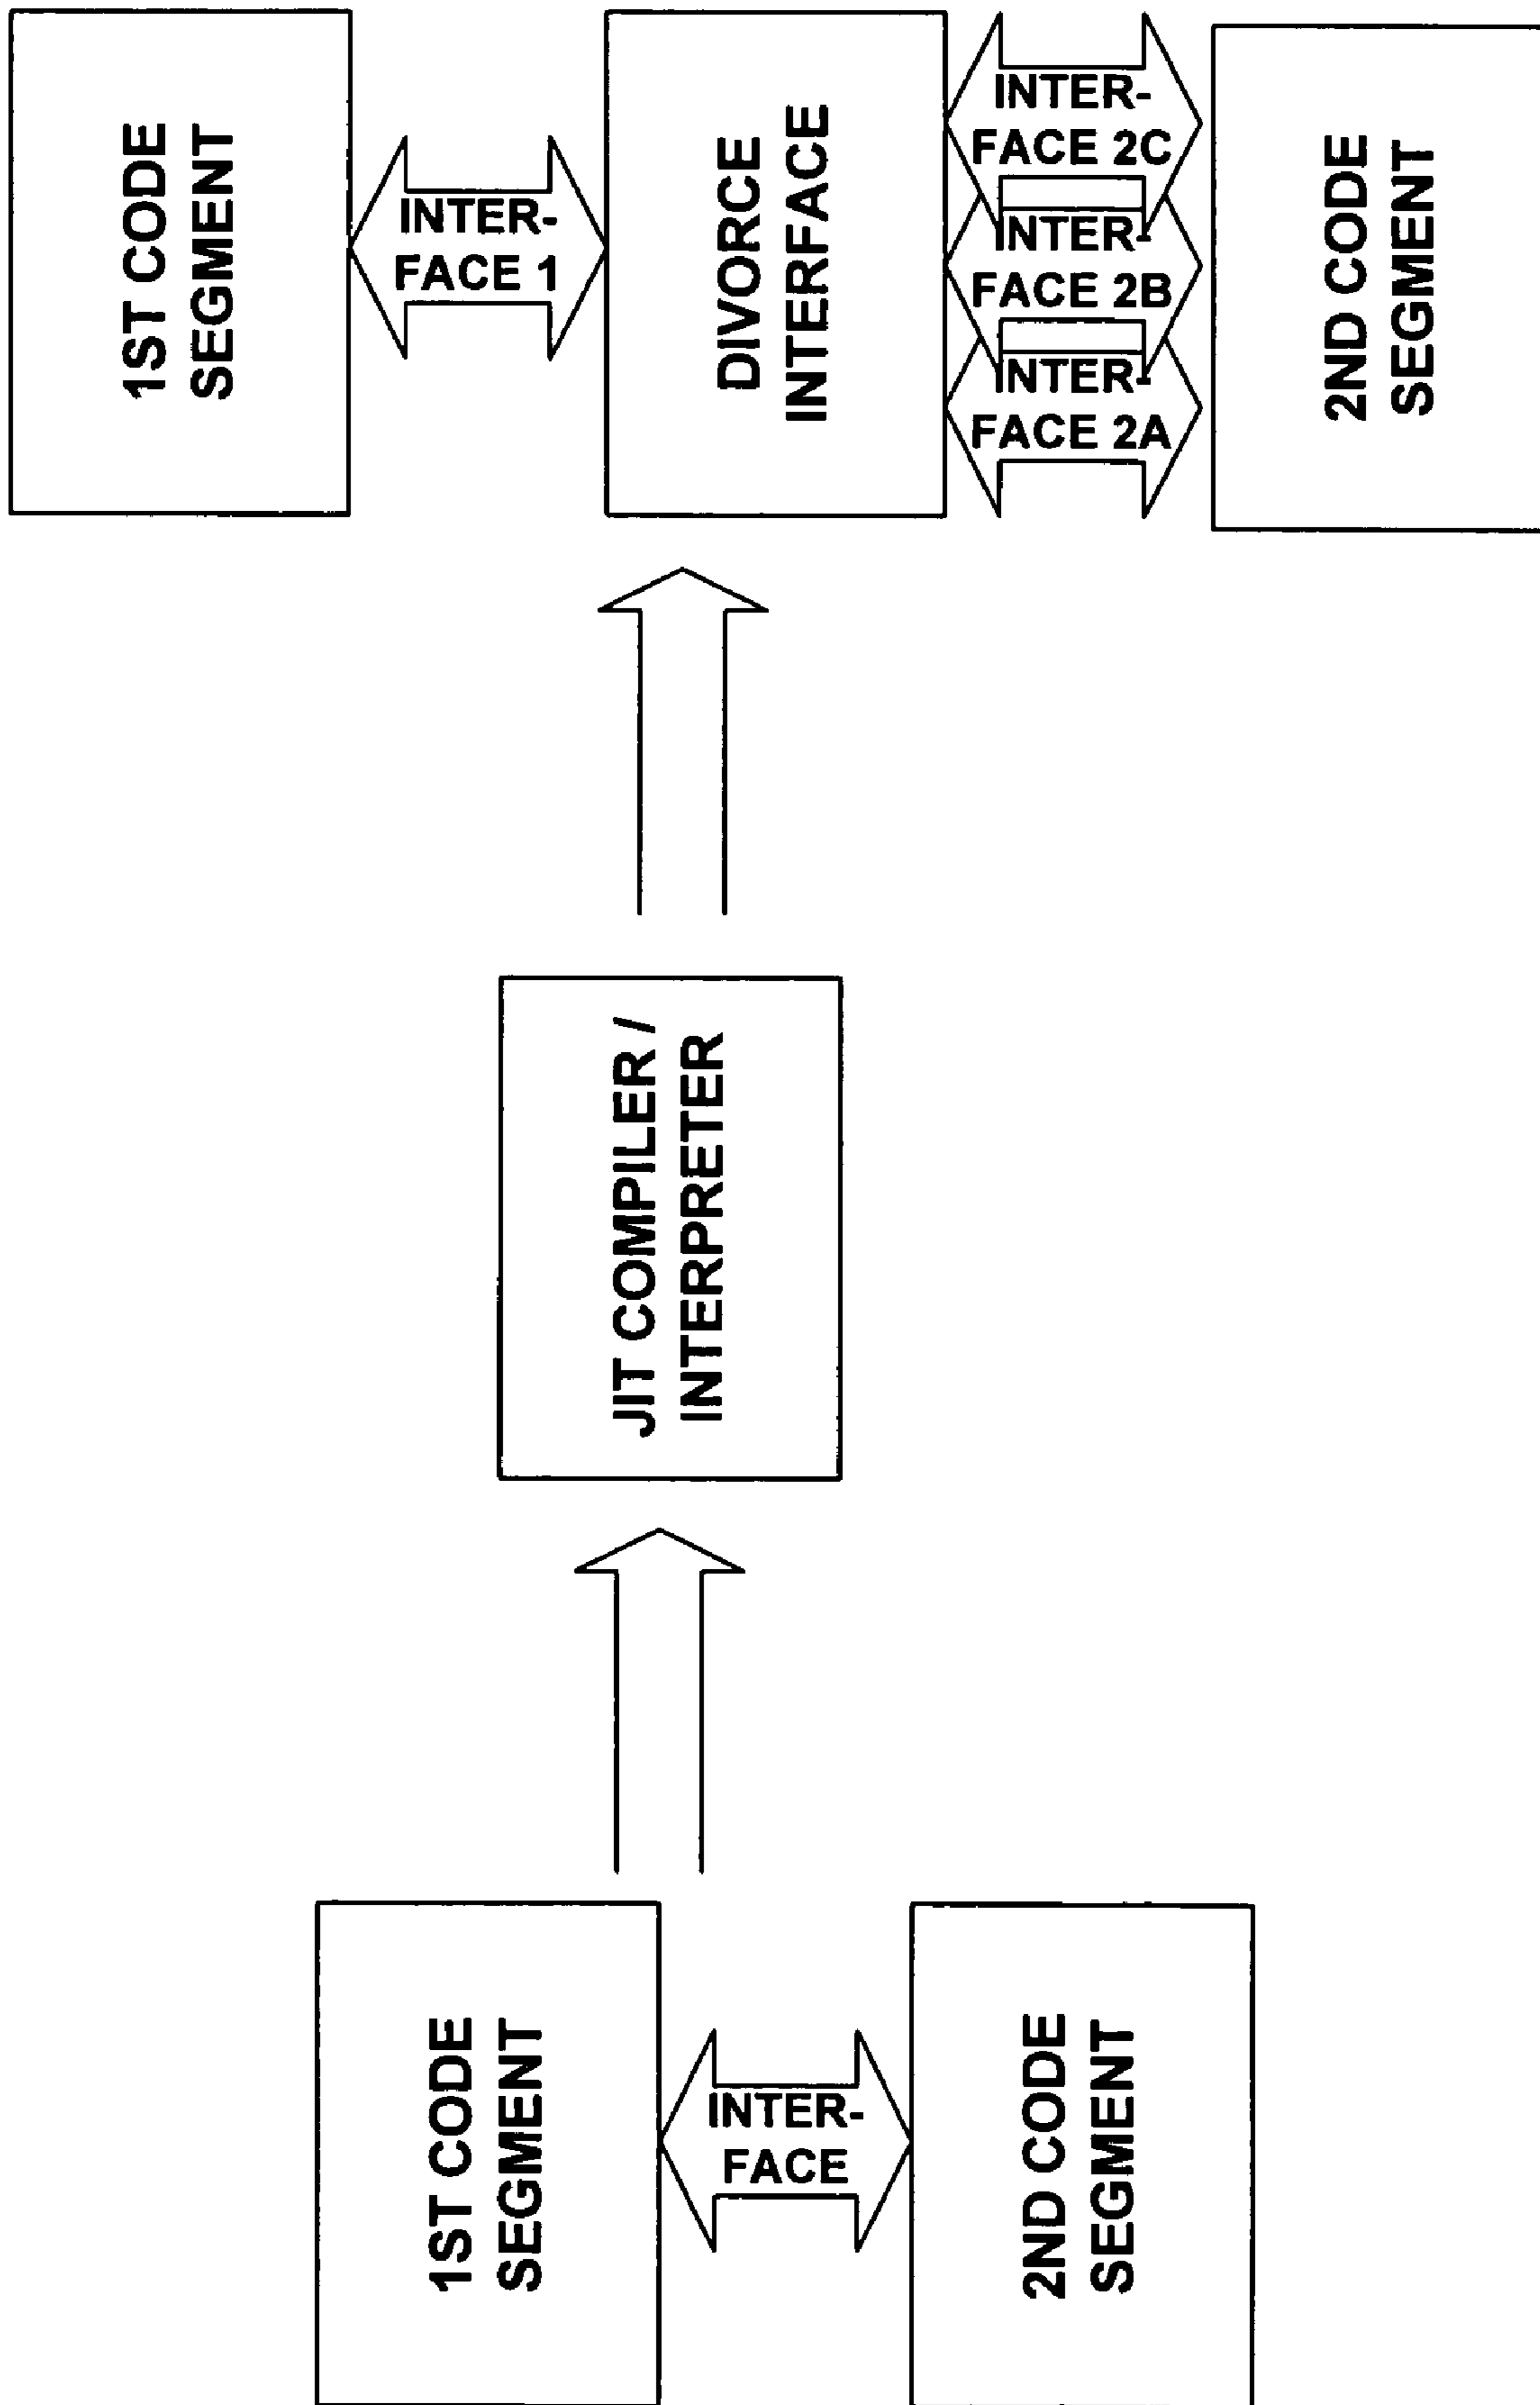 1ST CODE
SEGMENT
INTER-
FACE
2ND CODE
SEGMENT
JIT COMPILER /
INTERPRETER
1ST CODE
SEGMENT
INTER-
FACE 1
DIVORCE
INTERFACE
INTER-
FACE 2C
INTER-
FACE 2B
INTER-
FACE 2A
2ND CODE
SEGMENT